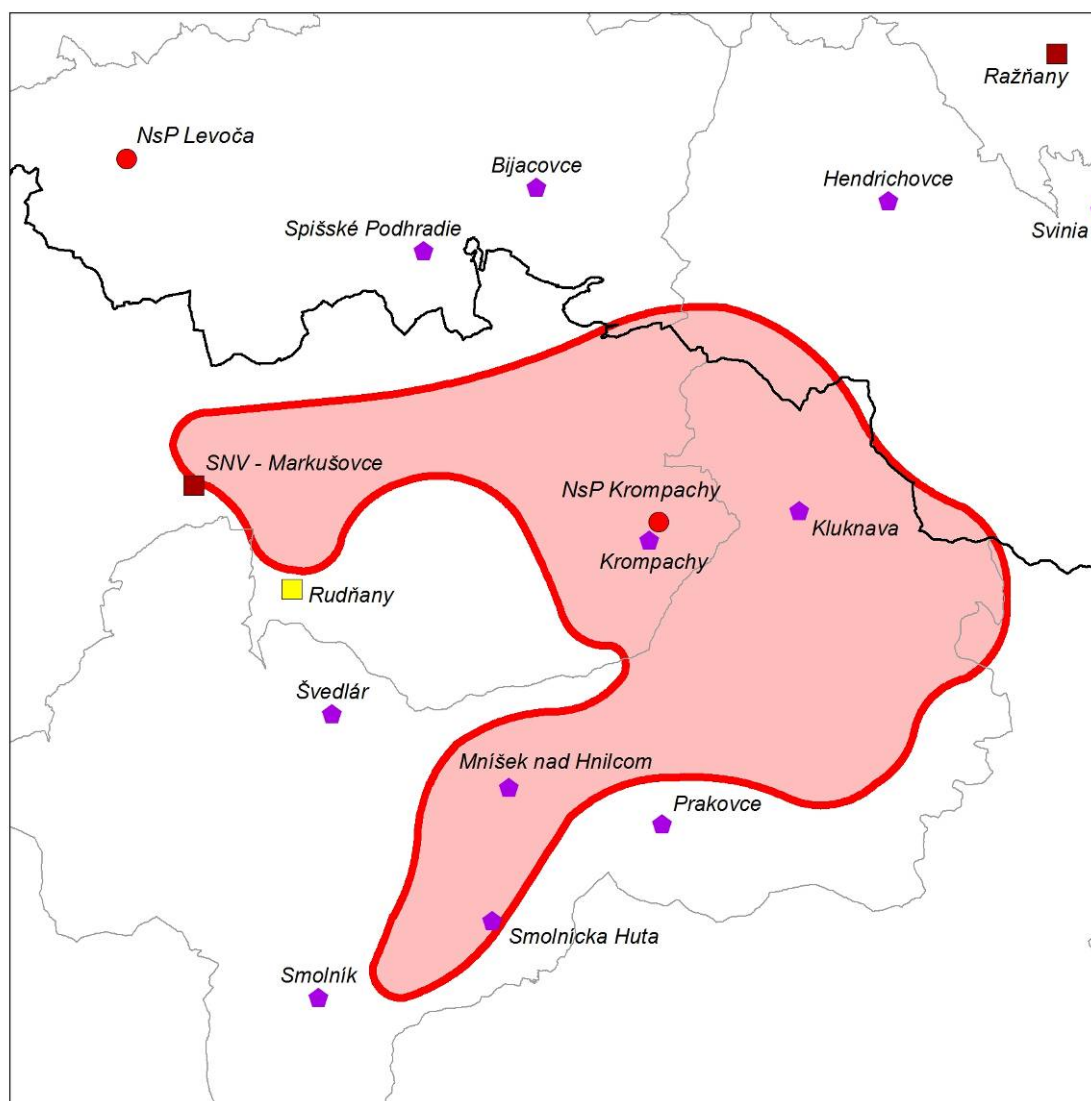 Ražňany
NsP Levoča
Bijacovce
Hendrichovce
Spišské Podhradie
Svinia
SNV - Markušovce
NsP Krompachy
Kluknava
Krompachy
Rudňany
Švedlár
Mníšek nad Hnilcom
Prakovce
Smolnícka Huta
Smolník